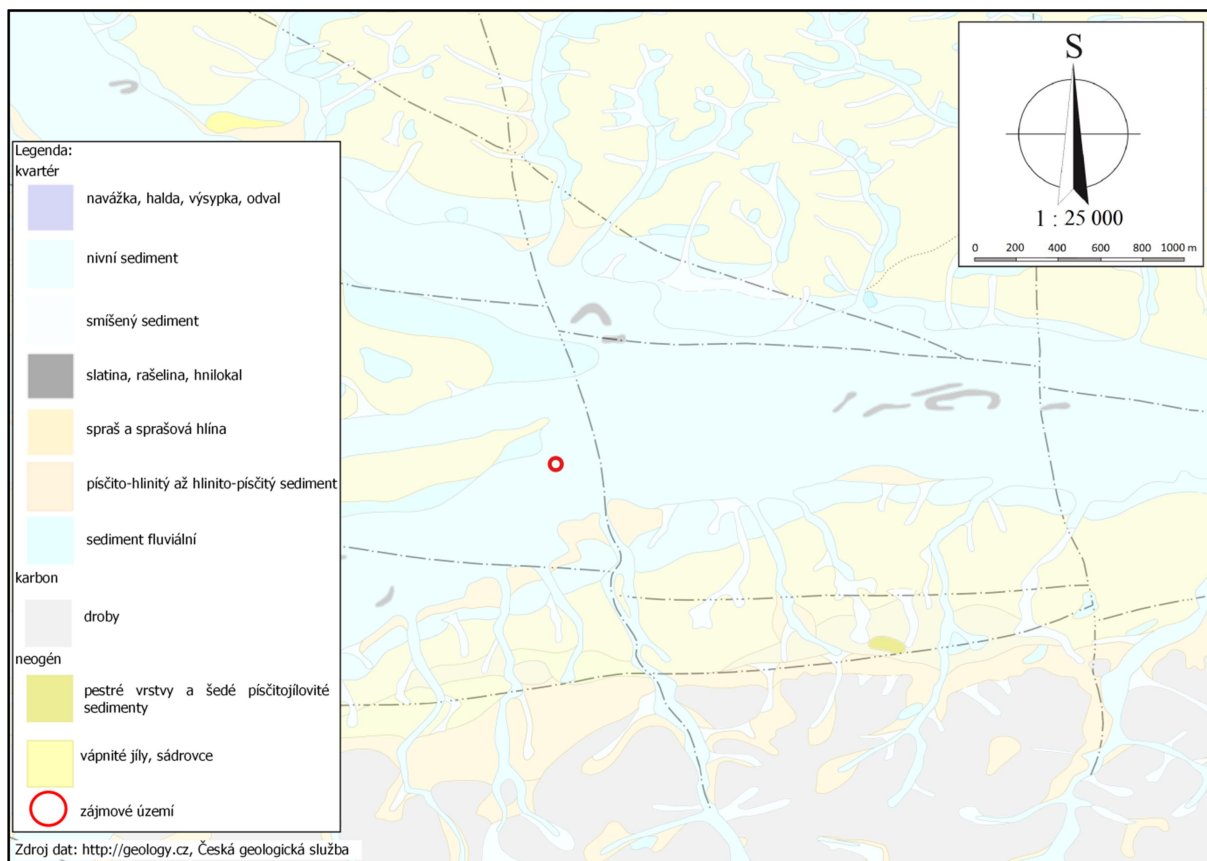 S
1 : 25 000
0 200 400 600 800 1000 m
Legenda:
kvartér
navážka, halda, výsypka, odval
nivní sediment
smíšený sediment
slatina, rašelina, hnilokal
spraš a sprašová hlína
písčito-hlinitý až hlinito-písčitý sediment
sediment fluviální
karbon
droby
neogén
pestré vrstvy a šedé písčitojílovité
sedimenty
vápnité jíly, sádrovce
zájmové území
Zdroj dat: http://geology.cz, Česká geologická služba